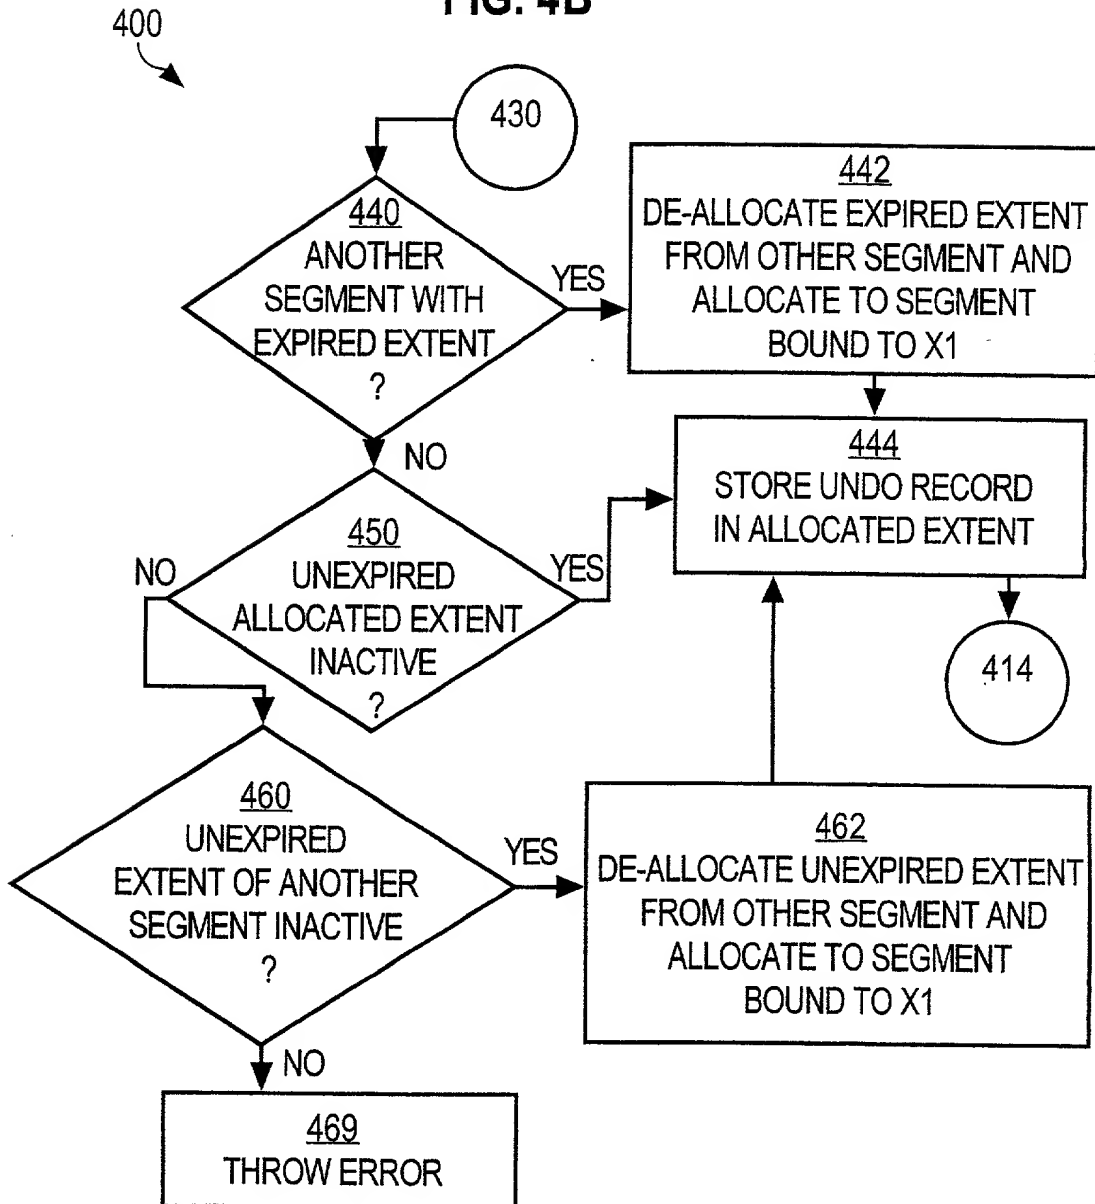 FIG. 4B
400
430
440
ANOTHER
SEGMENT WITH
EXPIRED EXTENT
?
YES
442
DE-ALLOCATE EXPIRED EXTENT
FROM OTHER SEGMENT AND
ALLOCATE TO SEGMENT
BOUND TO X1
NO
444
STORE UNDO RECORD
IN ALLOCATED EXTENT
450
UNEXPIRED
ALLOCATED EXTENT
INACTIVE
?
YES
NO
414
460
UNEXPIRED
EXTENT OF ANOTHER
SEGMENT INACTIVE
?
YES
462
DE-ALLOCATE UNEXPIRED EXTENT
FROM OTHER SEGMENT AND
ALLOCATE TO SEGMENT
BOUND TO X1
NO
469
THROW ERROR